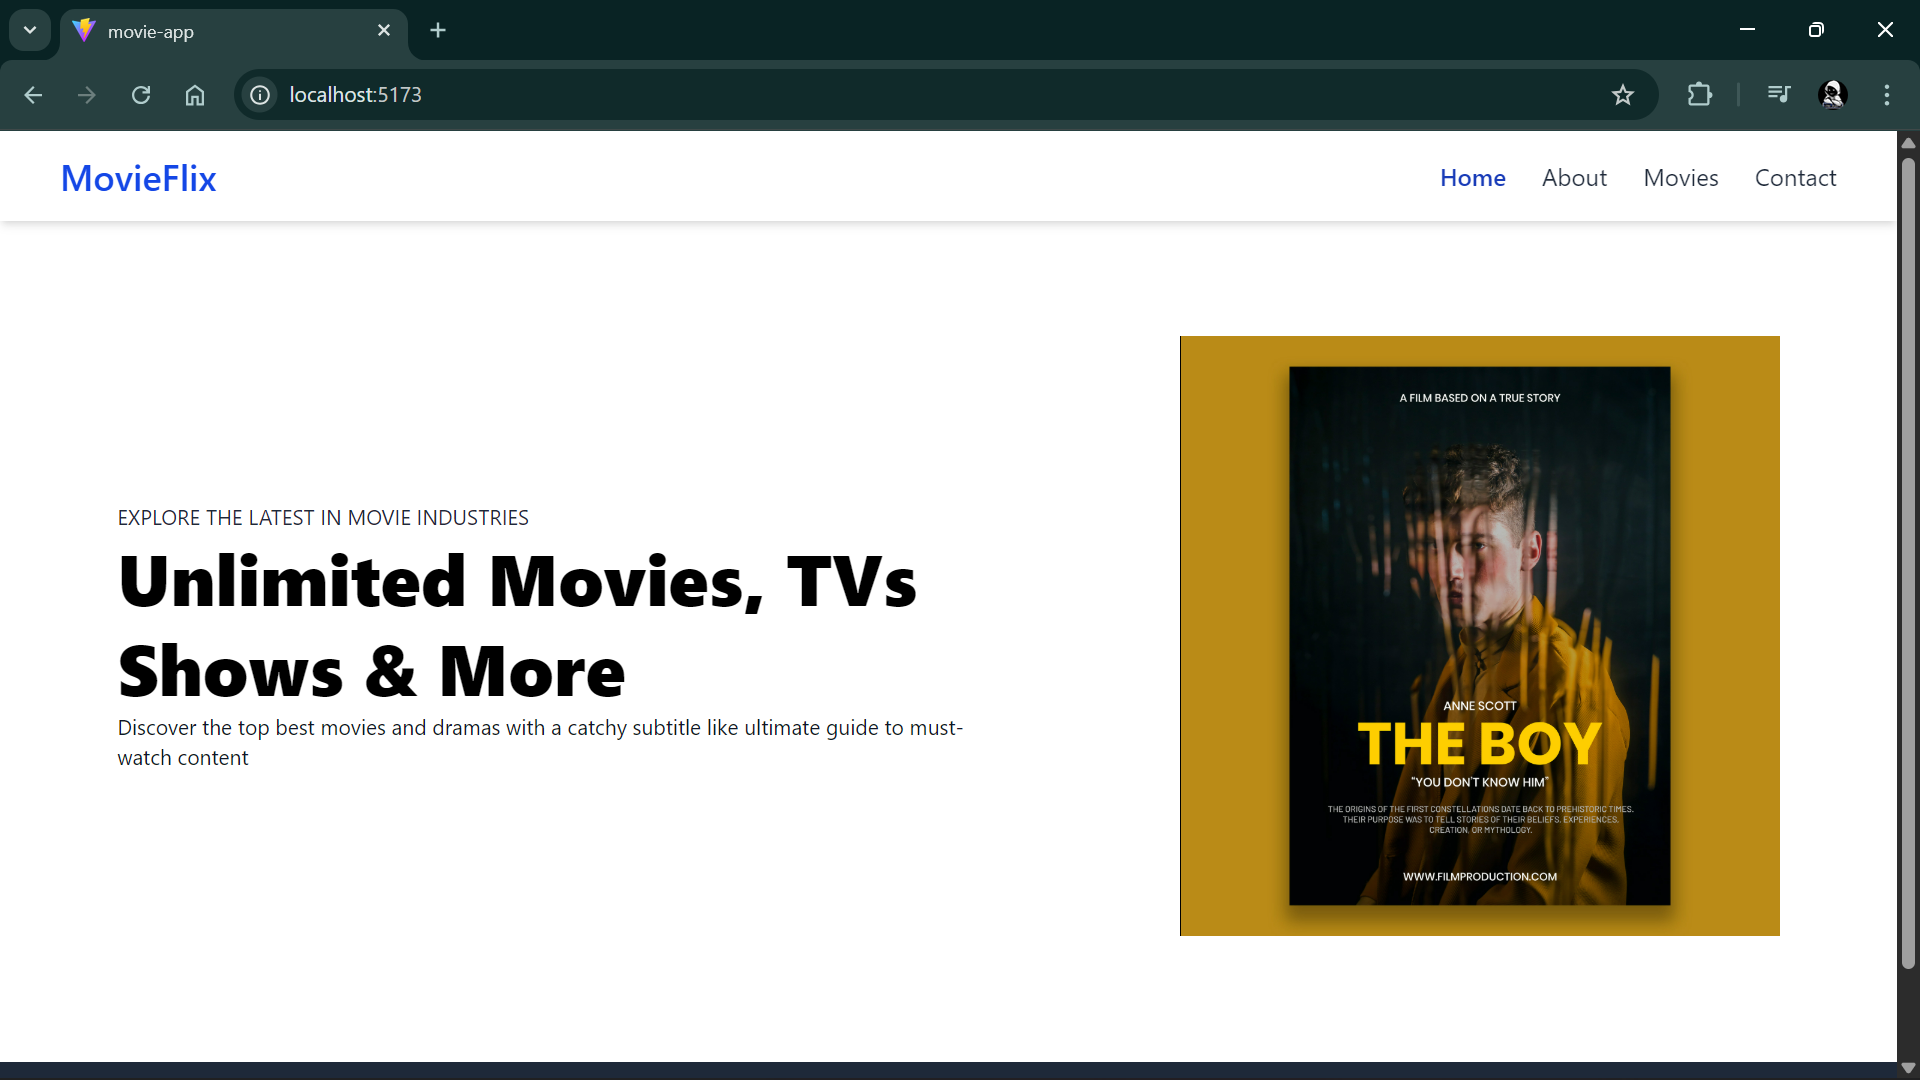 movie-app
localhost:5173
MovieFlix
Home About Movies Contact
EXPLORE THE LATEST IN MOVIE INDUSTRIES
Unlimited Movies, TVs
Shows & More
Discover the top best movies and dramas with a catchy subtitle like ultimate guide to must-
watch content
A FILM BASED ON A TRUE STORY
ANNE SCOTT
THE BOY
"YOU DON'T KNOW HIM"
THE ORIGINS OF THE FIRST CONSTELLATIONS DATE BACK TO PREHISTORIC TIMES.
THEIR PURPOSE WAS TO TELL STORIES OF THEIR BELIEFS, EXPERIENCES,
CREATION, OR MYTHOLOGY.
WWW.FILMPRODUCTION.COM